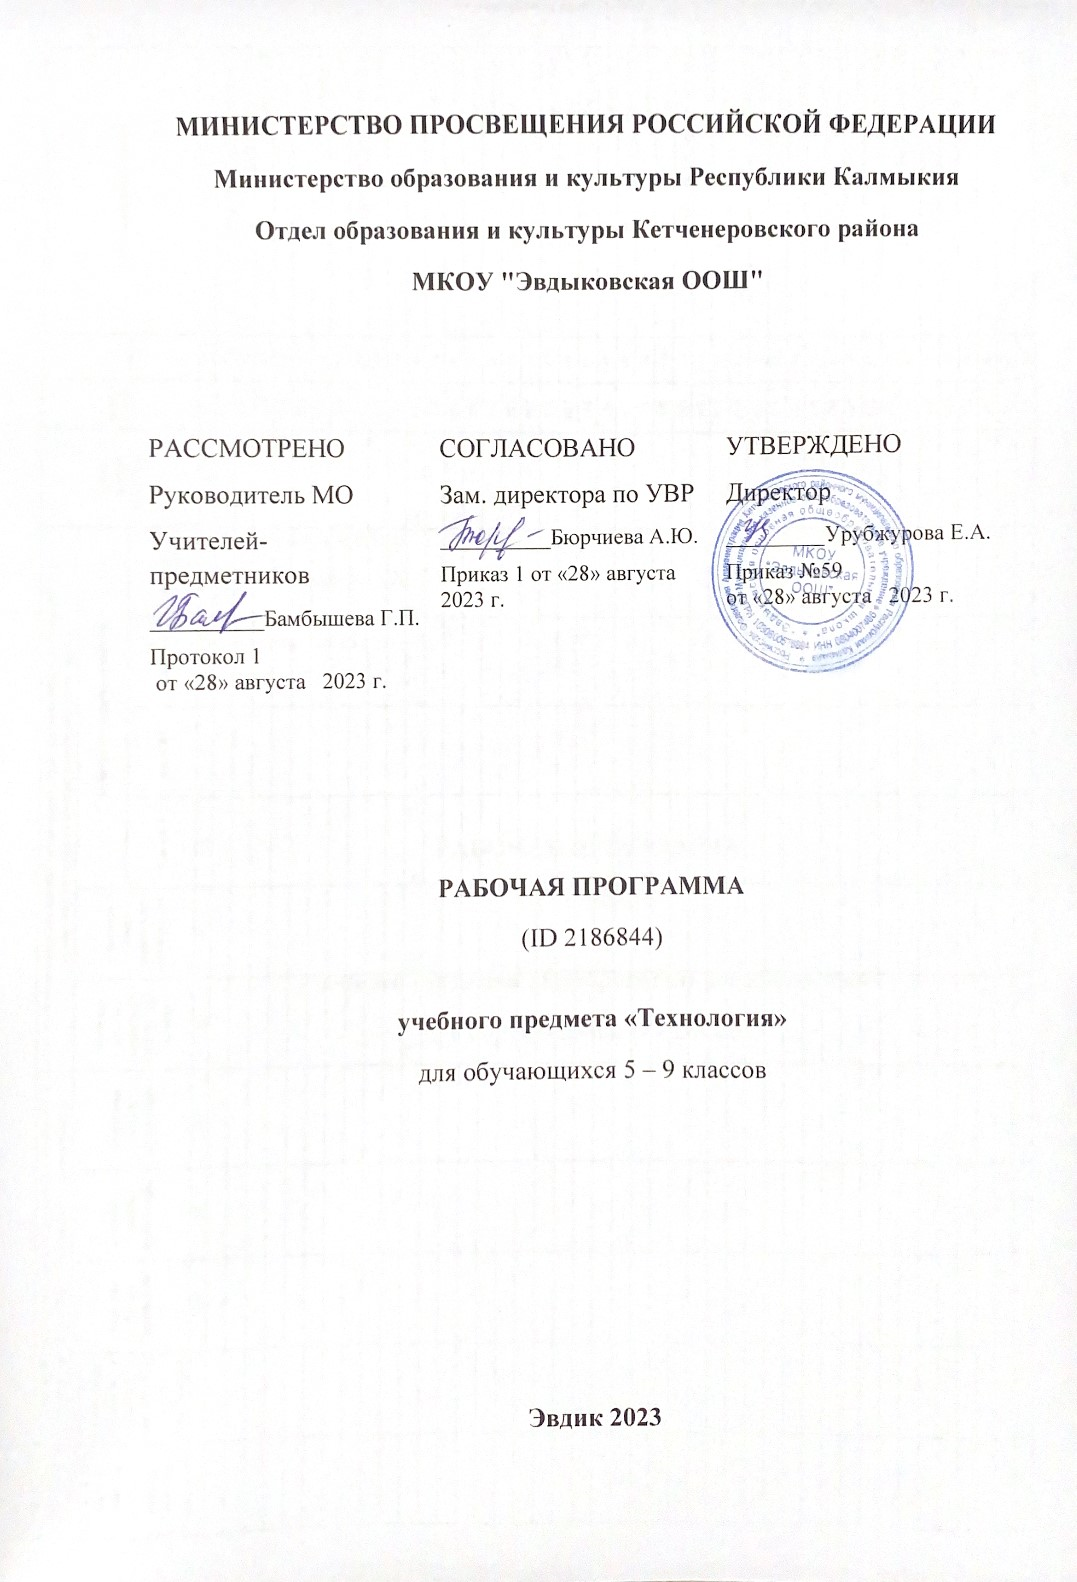 МИНИСТЕРСТВО ПРОСВЕЩЕНИЯ РОССИЙСКОЙ ФЕДЕРАЦИИ
Министерство образования и культуры Республики Калмыкия
Отдел образования и культуры Кетченеровского района
МКОУ "Эвдыковская ООШ"
РАССМОТРЕНО
Руководитель МО
Учителей-
предметников
Бамбышева Г.П.
Протокол 1
от «28» августа 2023 г.
СОГЛАСОВАНО
Зам. директора по УВР
Бюрчиева А.Ю.
Приказ 1 от «28» августа
2023 г.
УТВЕРЖДЕНО
Директор
Урубжурова Е.А.
Приказ №59
от «28» августа 2023 г.
МКОУ
"Эвдыковская
ООШ"
РАБОЧАЯ ПРОГРАММА
(ID 2186844)
учебного предмета «Технология»
для обучающихся 5 – 9 классов
Эвдик 2023